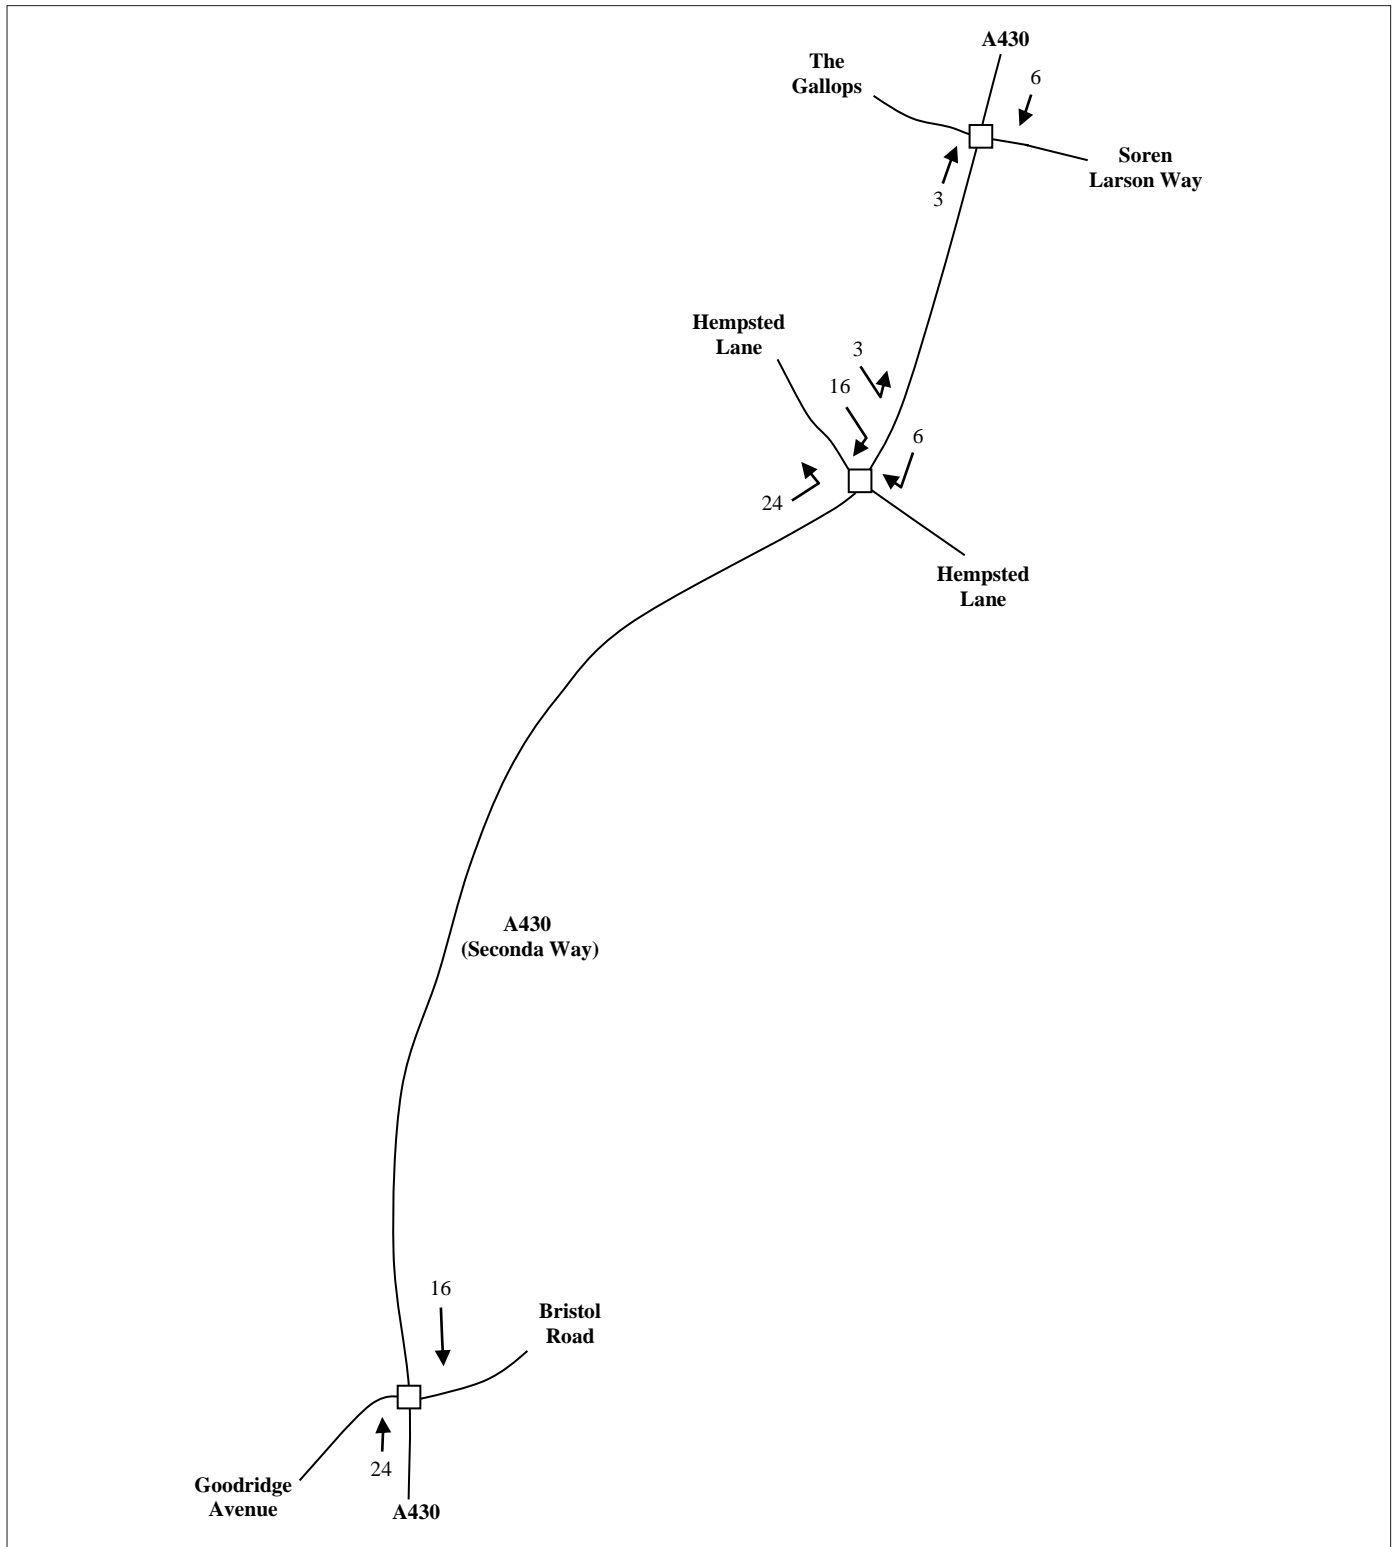 A430
The
Gallops
6
Soren
Larson Way
3
Hempsted
Lane
3
16
6
24
Hempsted
Lane
A430
(Seconda Way)
16
Bristol
Road
24
Goodridge
Avenue
A430